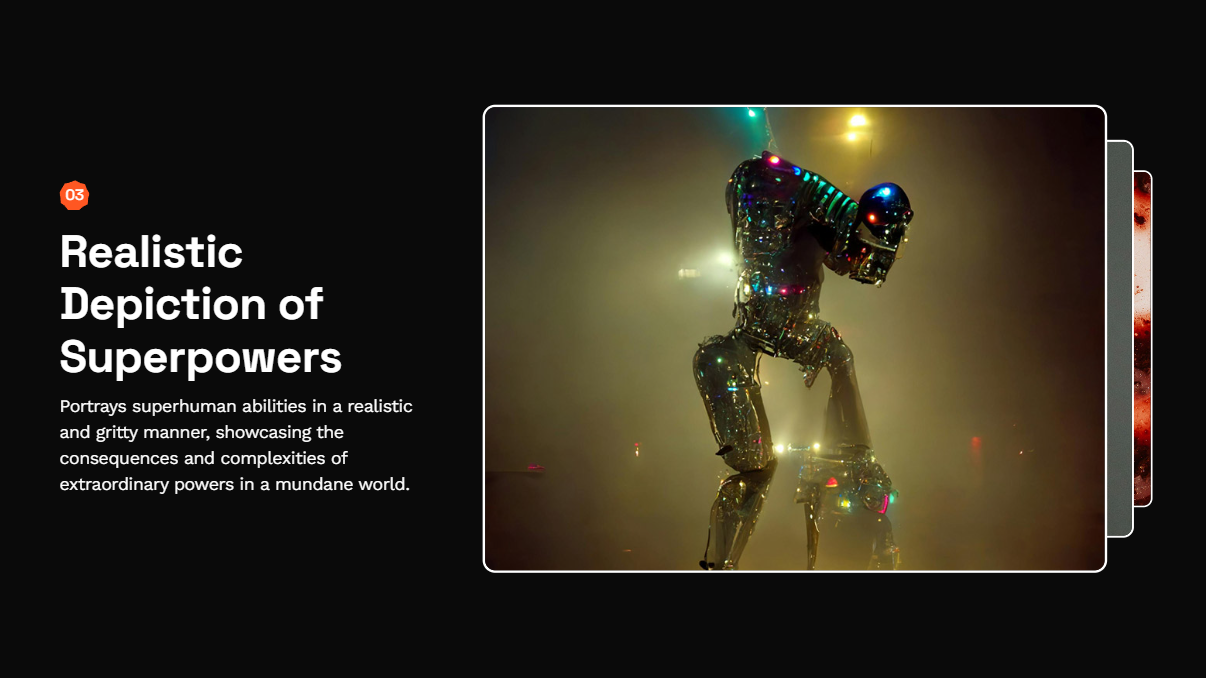 03
Realistic
Depiction of
Superpowers
Portrays superhuman abilities in a realistic
and gritty manner, showcasing the
consequences and complexities of
extraordinary powers in a mundane world.